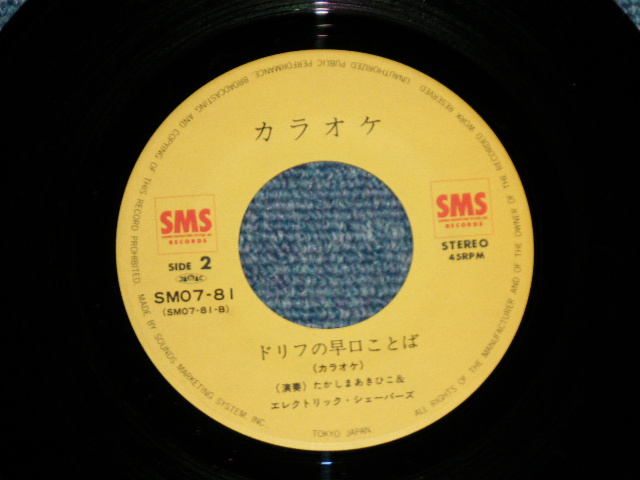 カラオケ
SMS
RECORDS
SIDE 2
JASRAC
SM07-81
(SM07-81-B)
SMS
RECORDS
STEREO
45RPM
ドリフの早口ことば
(カラオケ)
(演奏)たかしまあきひこ&
エレクトリック・シェーバーズ
ALL RIGHTS OF THE MANUFACTURER AND OF THE OWNER OF THE RECORDED WORK RESERVED. UNAUTHORIZED PUBLIC PERFORMANCE BROADCASTING AND COPYING OF THIS RECORD PROHIBITED. MADE BY SOUNDS MARKETING SYSTEM, INC.
TOKYO JAPAN.